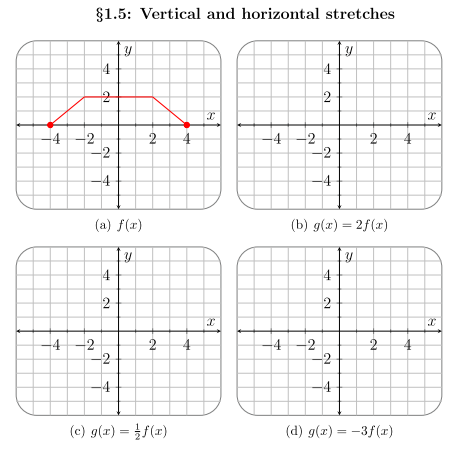 §1.5: Vertical and horizontal stretches
y
4
2
x
−4 −2 2 4
−2
−4
(a) f(x)
y
4
2
x
−4 −2 2 4
−2
−4
(b) g(x) = 2f(x)
y
4
2
x
−4 −2 2 4
−2
−4
(c) g(x) = ½f(x)
y
4
2
x
−4 −2 2 4
−2
−4
(d) g(x) = −3f(x)